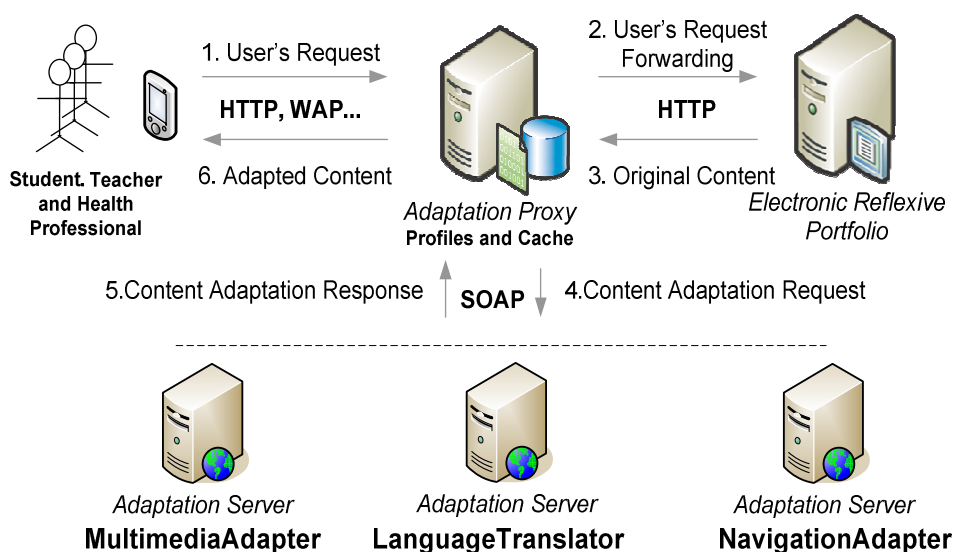 1. User's Request
HTTP, WAP...
6. Adapted Content
Student. Teacher
and Health
Professional
Adaptation Proxy
Profiles and Cache
2. User's Request
Forwarding
HTTP
3. Original Content
Electronic Reflexive
Portfolio
5.Content Adaptation Response
SOAP
4.Content Adaptation Request
Adaptation Server
MultimediaAdapter
Adaptation Server
LanguageTranslator
Adaptation Server
NavigationAdapter